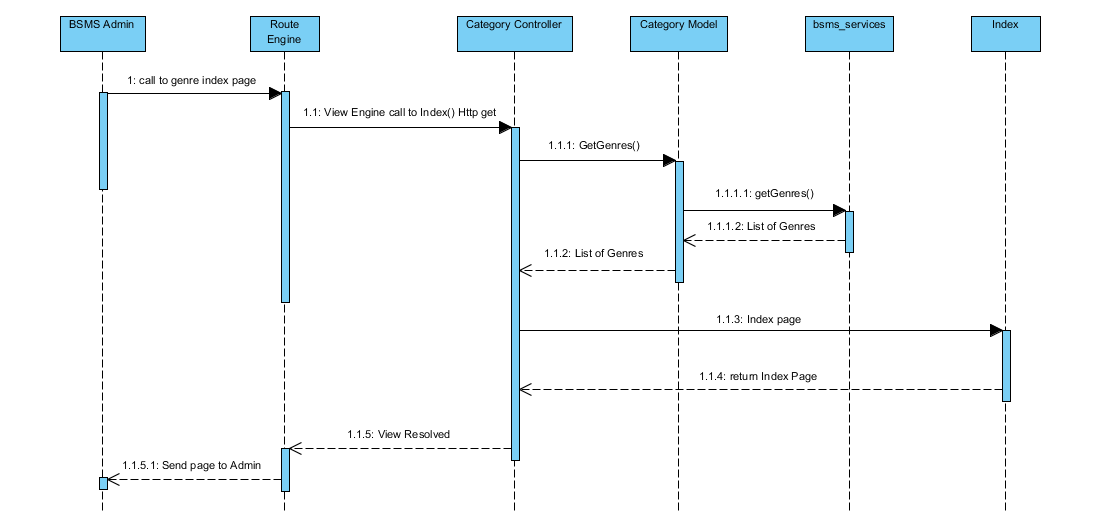 BSMS Admin
Route
Engine
Category Controller
Category Model
bsms_services
Index
1: call to genre index page
1.1: View Engine call to Index() Http get
1.1.1: GetGenres()
1.1.1.1: getGenres()
1.1.1.2: List of Genres
1.1.2: List of Genres
1.1.3: Index page
1.1.4: return Index Page
1.1.5: View Resolved
1.1.5.1: Send page to Admin